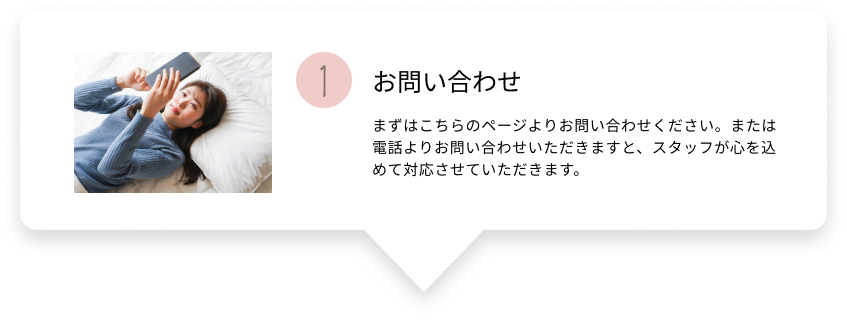 1
お問い合わせ
まずはこちらのページよりお問い合わせください。または
電話よりお問い合わせいただきますと、スタッフが心を込
めて対応させていただきます。